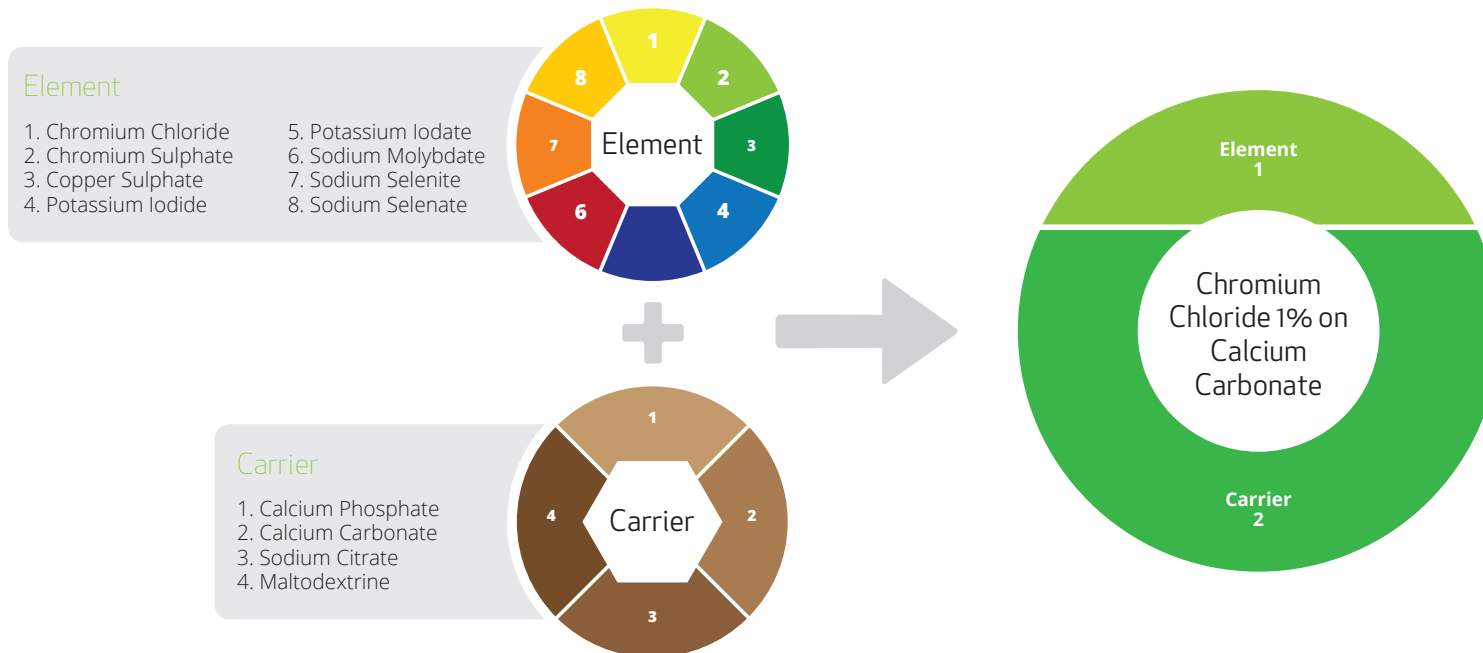 Element
1. Chromium Chloride
2. Chromium Sulphate
3. Copper Sulphate
4. Potassium Iodide
5. Potassium Iodate
6. Sodium Molybdate
7. Sodium Selenite
8. Sodium Selenate
1
2
3
4
6
7
8
Element
Carrier
1. Calcium Phosphate
2. Calcium Carbonate
3. Sodium Citrate
4. Maltodextrine
1
2
3
4
Carrier
Element
1
Chromium
Chloride 1% on
Calcium
Carbonate
Carrier
2